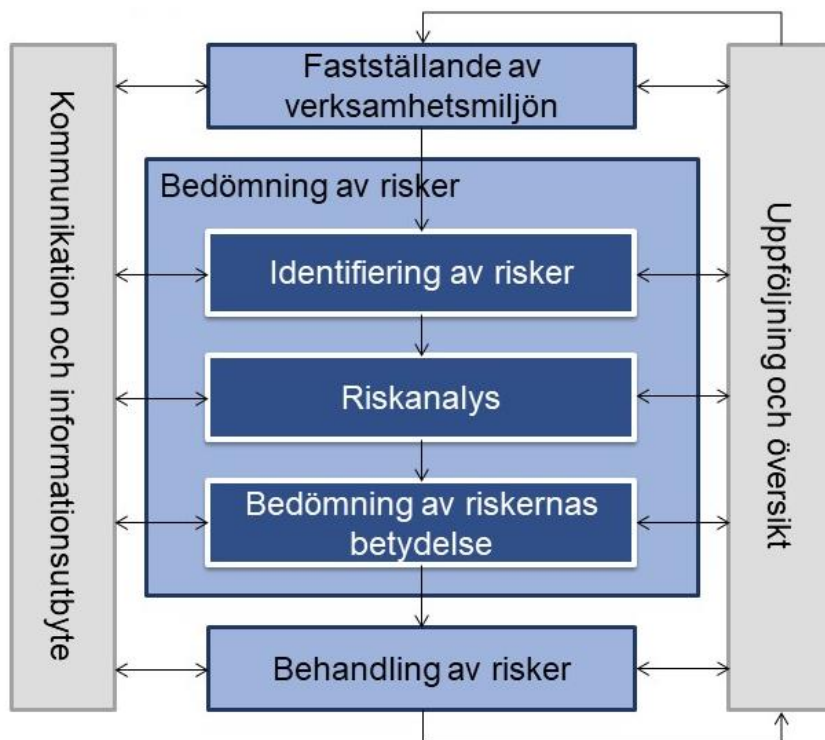 Fastställande av
verksamhetsmiljön
Kommunikation och informationsutbyte
Bedömning av risker
Identifiering av risker
Riskanalys
Bedömning av riskernas
betydelse
Behandling av risker
Uppföljning och översikt